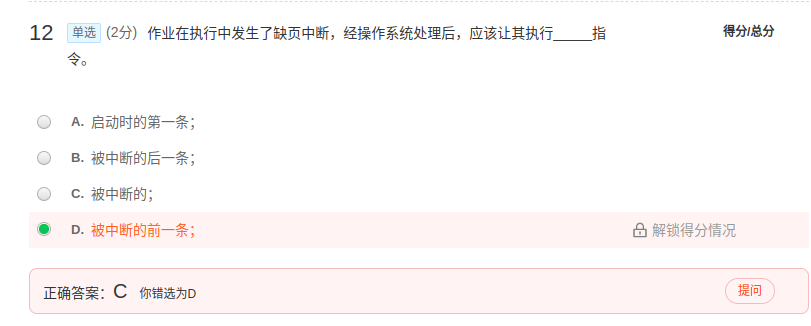 12 单选 (2分) 作业在执行中发生了缺页中断，经操作系统处理后，应该让其执行_____指 得分/总分
令。
A. 启动时的第一条；
B. 被中断的后一条；
C. 被中断的；
D. 被中断的前一条； 解锁得分情况
正确答案：C 你错选为D 提问